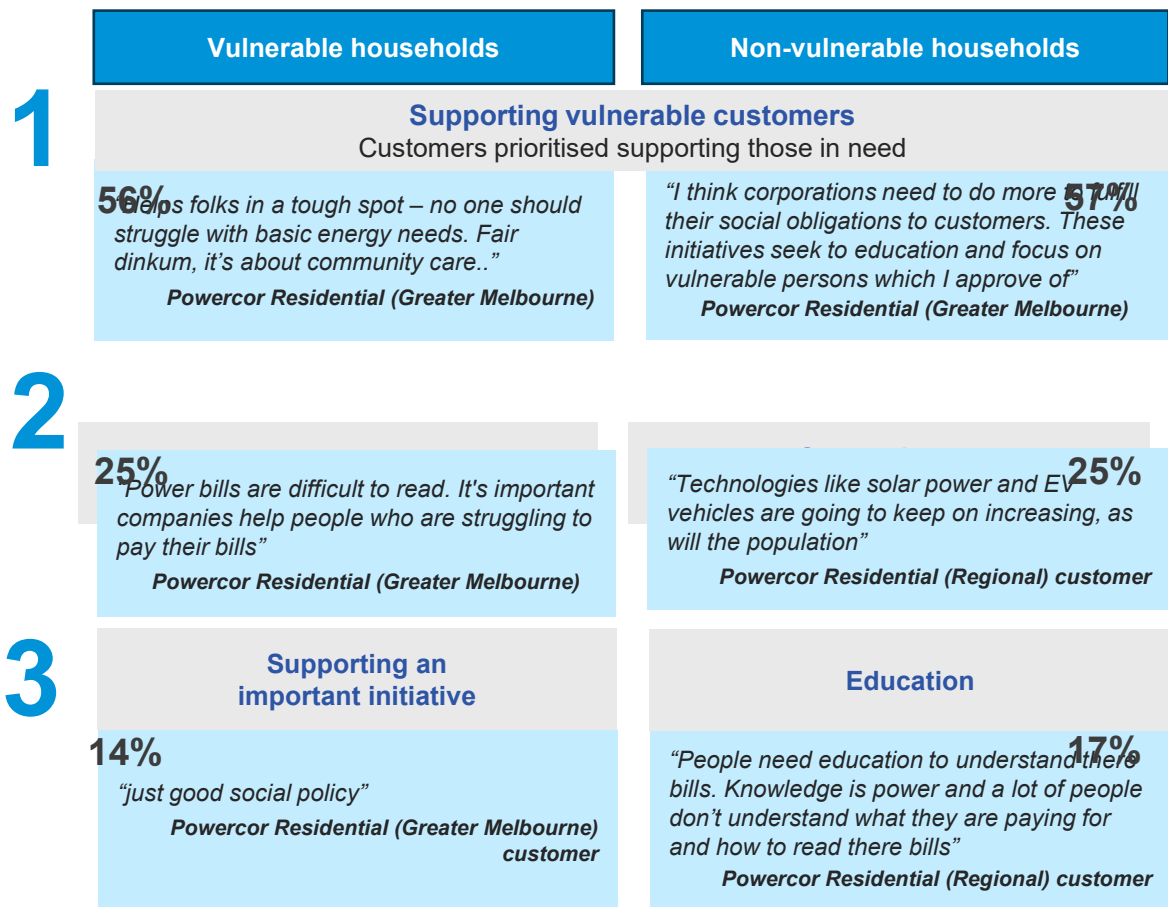 Vulnerable households
Non-vulnerable households
1
Supporting vulnerable customers
Customers prioritised supporting those in need
56%
folks in a tough spot – no one should
struggle with basic energy needs. Fair
dinkum, it's about community care..”
Powercor Residential (Greater Melbourne)
57%
“I think corporations need to do more
their social obligations to customers. These
initiatives seek to education and focus on
vulnerable persons which I approve of”
Powercor Residential (Greater Melbourne)
2
25%
“Power bills are difficult to read. It's important
companies help people who are struggling to
pay their bills”
Powercor Residential (Greater Melbourne)
25%
“Technologies like solar power and EV
vehicles are going to keep on increasing, as
will the population”
Powercor Residential (Regional) customer
3
Supporting an
important initiative
14%
“just good social policy”
Powercor Residential (Greater Melbourne)
customer
Education
17%
“People need education to understand there
bills. Knowledge is power and a lot of people
don’t understand what they are paying for
and how to read there bills”
Powercor Residential (Regional) customer